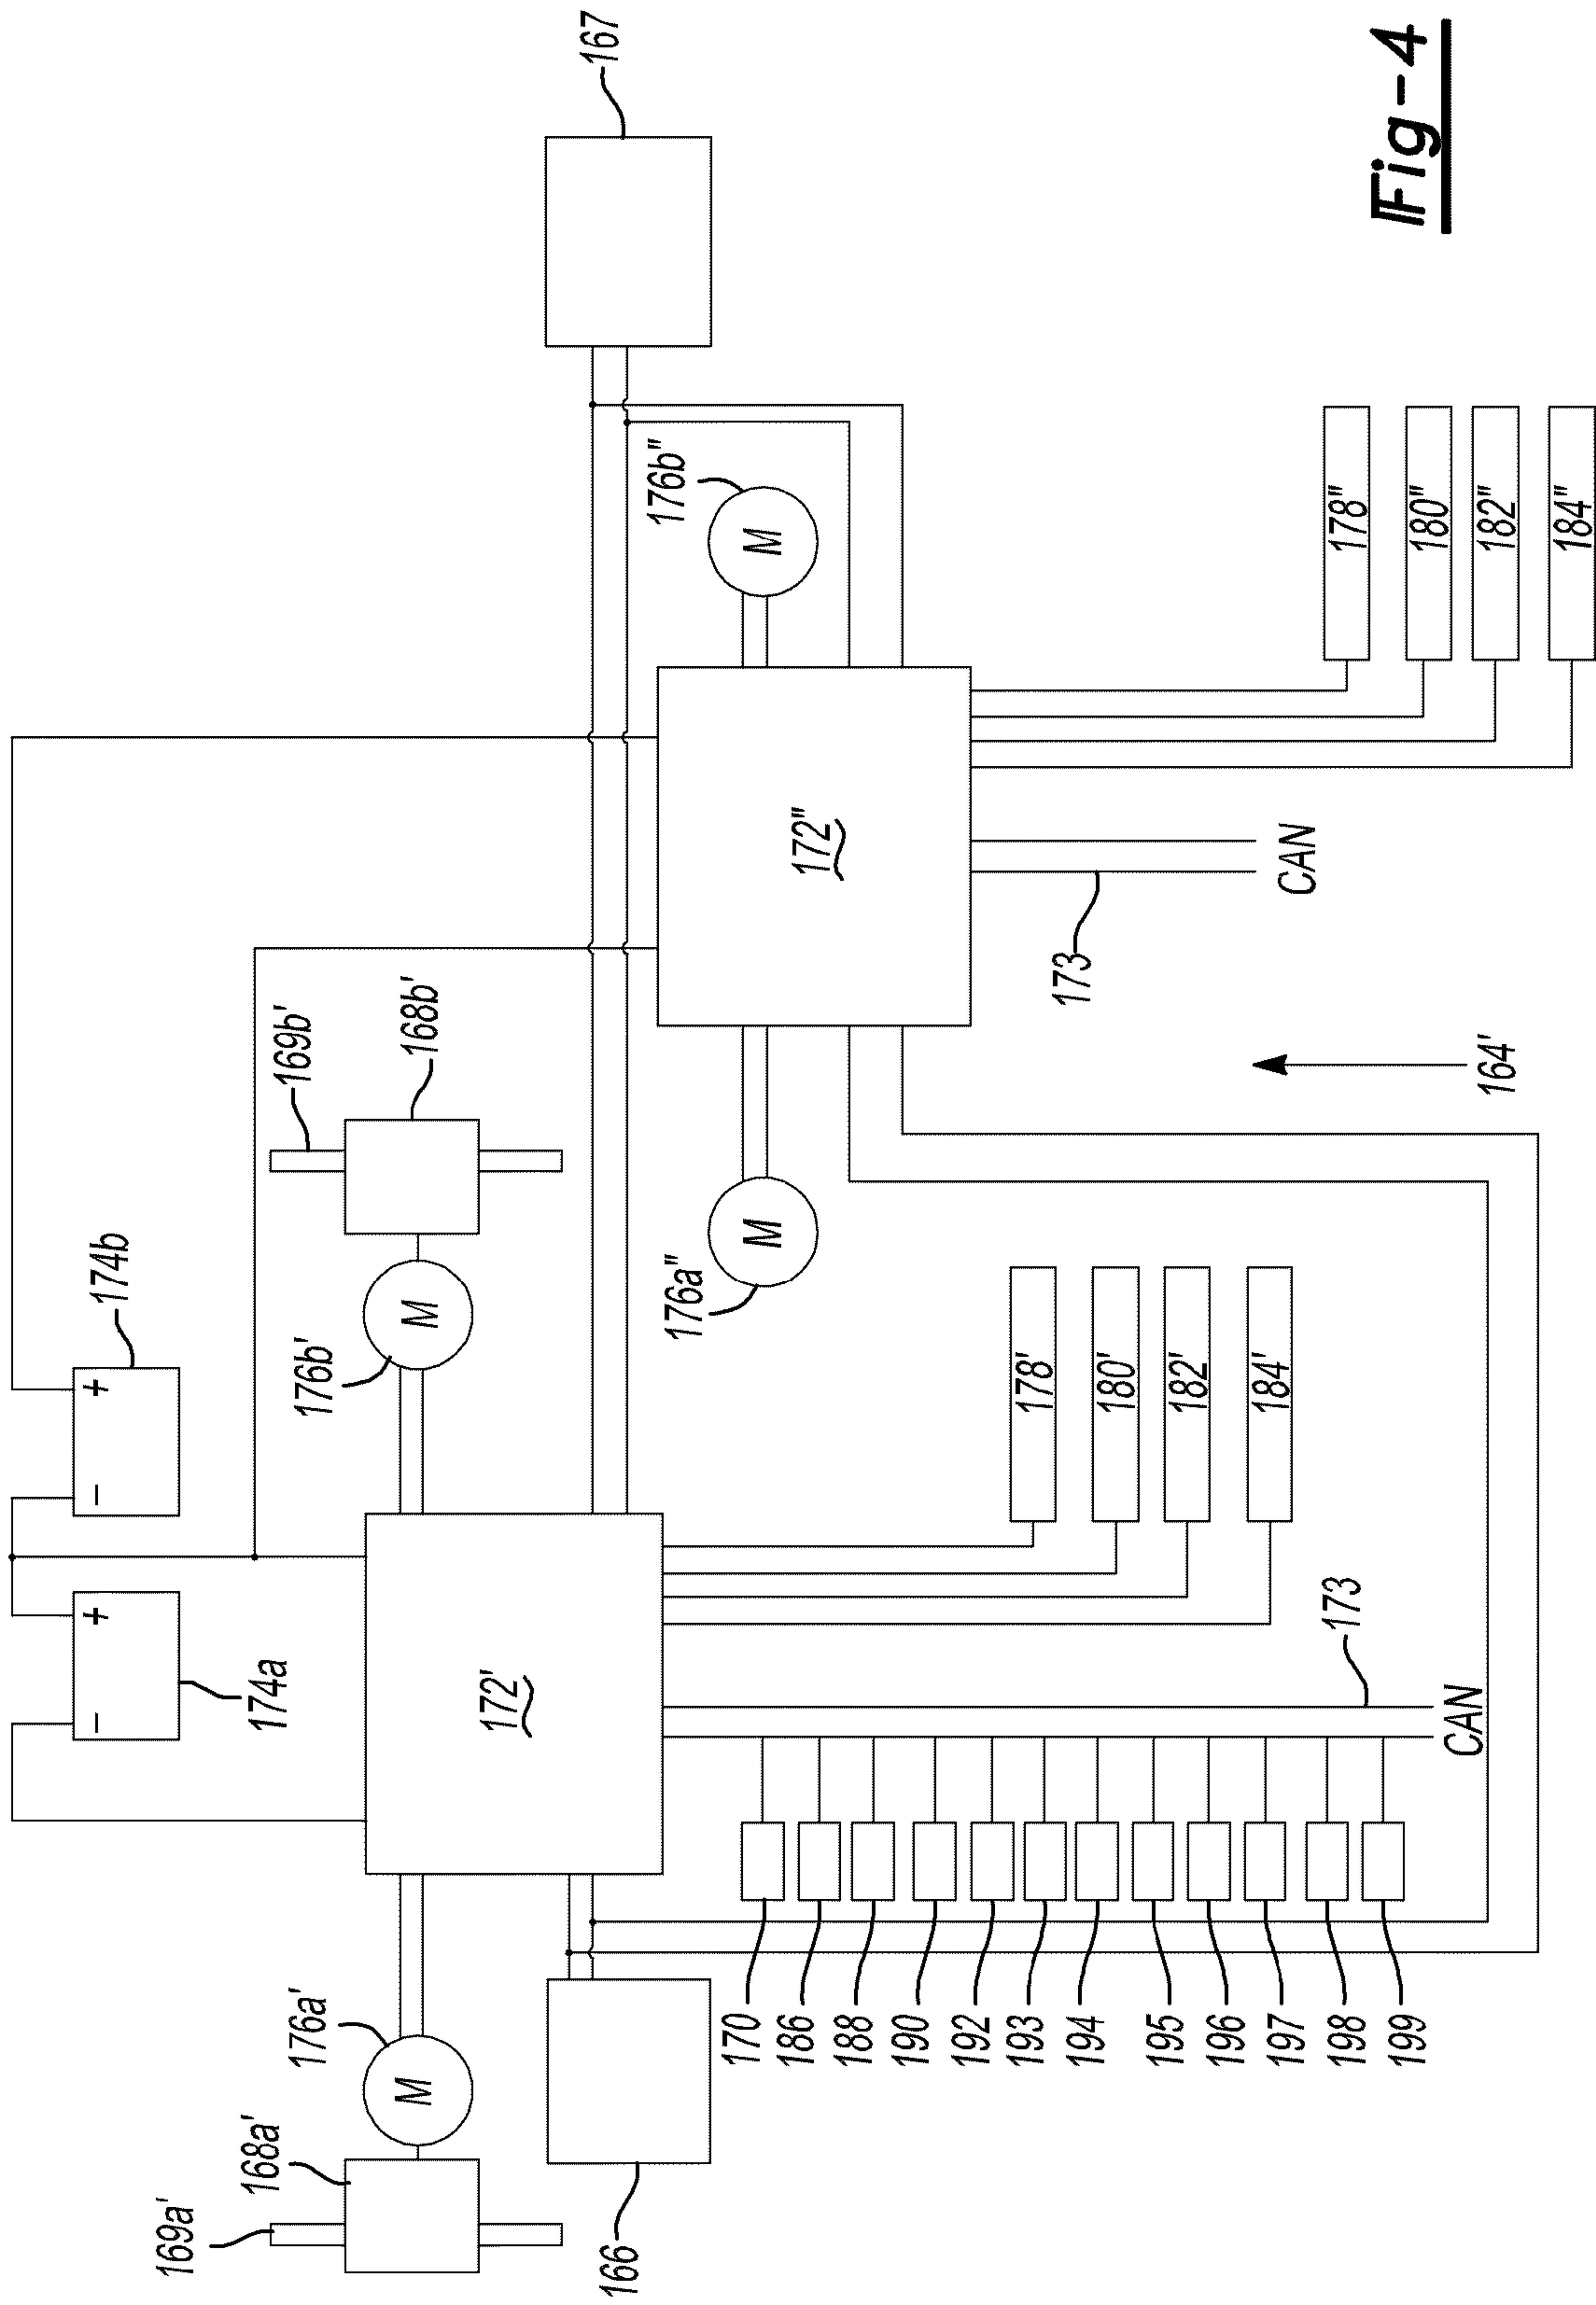 − + − +
174b
169a'
168a'
174a
169b'
176a'
176b'
168b'
M
M
172'
167
166
176b"
176a"
M
M
170
186
172"
188
190
192
193
178'
173
194
180'
195
182'
196
184'
197
CAN
198
178"
173
199
Fig-4
180"
CAN
164'
182"
184"